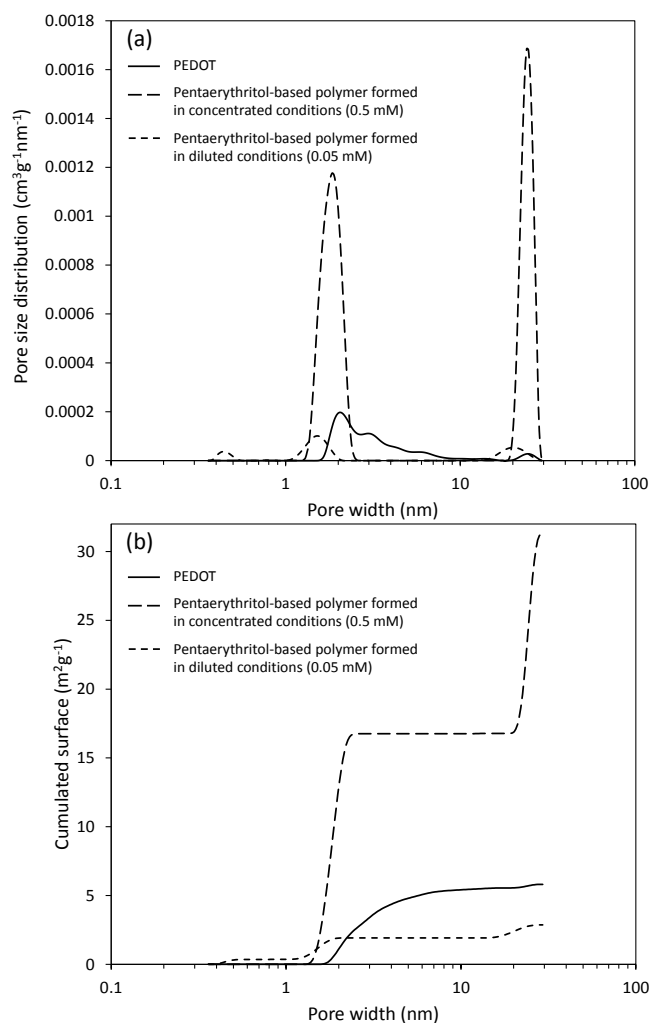 (a)
PEDOT
Pentaerythritol-based polymer formed
in concentrated conditions (0.5 mM)
Pentaerythritol-based polymer formed
in diluted conditions (0.05 mM)
Pore size distribution (cm³g⁻¹nm⁻¹)
0.0018
0.0016
0.0014
0.0012
0.001
0.0008
0.0006
0.0004
0.0002
0
0.1 1 10 100
Pore width (nm)
(b)
PEDOT
Pentaerythritol-based polymer formed
in concentrated conditions (0.5 mM)
Pentaerythritol-based polymer formed
in diluted conditions (0.05 mM)
Cumulated surface (m²g⁻¹)
30
25
20
15
10
5
0
0.1 1 10 100
Pore width (nm)